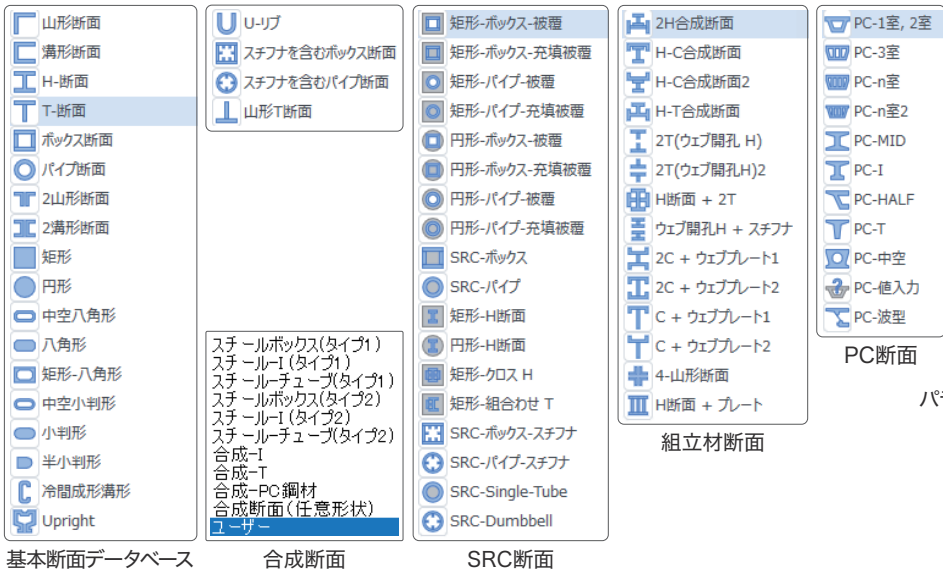 山形断面
溝形断面
H-断面
T-断面
ボックス断面
パイプ断面
2山形断面
2溝形断面
矩形
円形
中空八角形
八角形
矩形-八角形
中空小判形
小判形
半小判形
冷間成形溝形
Upright
基本断面データベース
U-リブ
スチフナを含むボックス断面
スチフナを含むパイプ断面
山形T断面
スチールボックス(タイプ1)
スチールーI(タイプ1)
スチールーチューブ(タイプ1)
スチールボックス(タイプ2)
スチールーI(タイプ2)
スチールーチューブ(タイプ2)
合成-I
合成-T
合成-PC鋼材
合成断面(任意形状)
ユーザー
合成断面
矩形-ボックス-被覆
矩形-ボックス-充填被覆
矩形-パイプ-被覆
矩形-パイプ-充填被覆
円形-ボックス-被覆
円形-ボックス-充填被覆
円形-パイプ-被覆
円形-パイプ-充填被覆
SRC-ボックス
SRC-パイプ
矩形-H断面
円形-H断面
矩形-クロス H
矩形-組合わせ T
SRC-ボックス-スチフナ
SRC-パイプ-スチフナ
SRC-Single-Tube
SRC-Dumbbell
SRC断面
2H合成断面
H-C合成断面
H-C合成断面2
H-T合成断面
2T(ウェブ開孔 H)
2T(ウェブ開孔H)2
H断面 + 2T
ウェブ開孔H + スチフナ
2C + ウェブプレート1
2C + ウェブプレート2
C + ウェブプレート1
C + ウェブプレート2
4-山形断面
H断面 + プレート
組立材断面
PC-1室, 2室
PC-3室
PC-n室
PC-n室2
PC-MID
PC-I
PC-HALF
PC-T
PC-中空
PC-値入力
PC-波型
PC断面